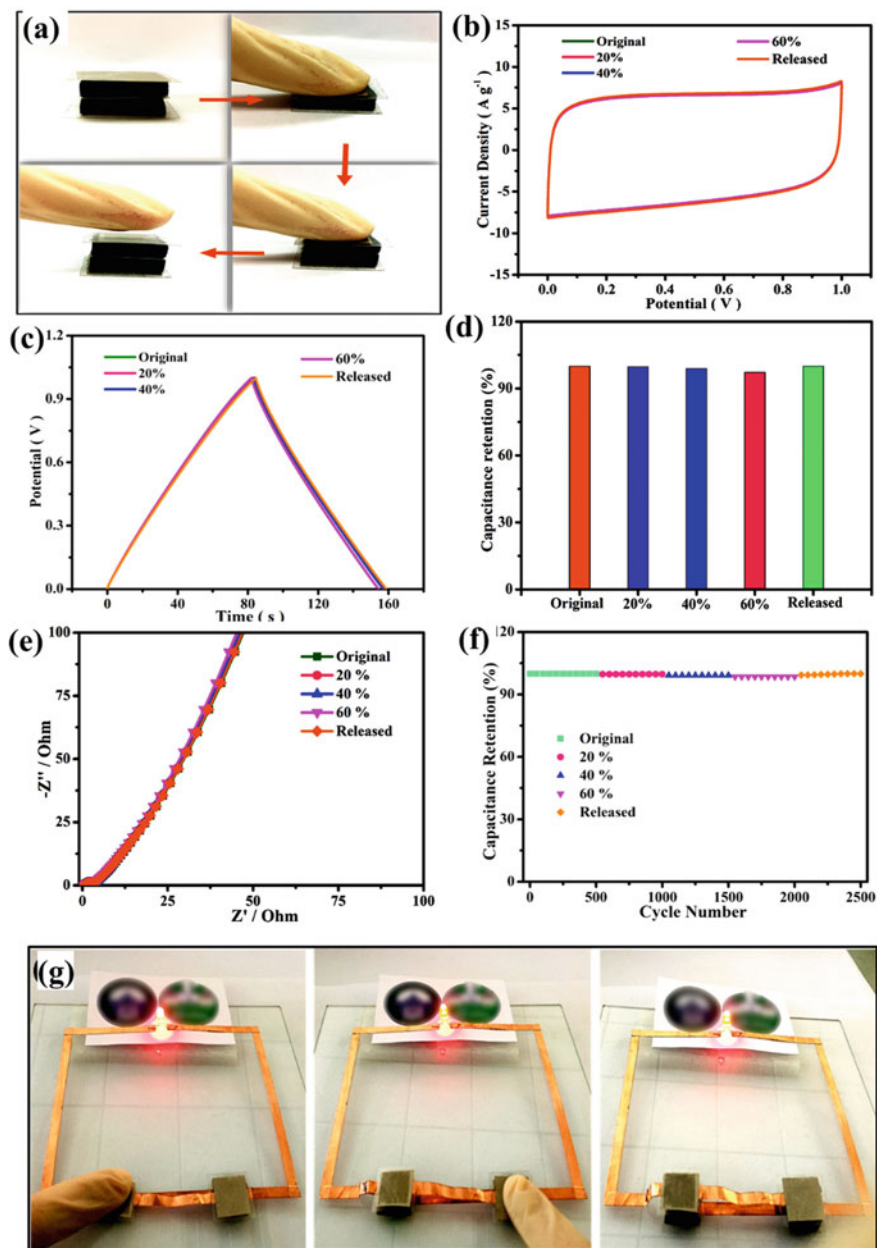 (a)
(b)
Original
20%
40%
60%
Released
Current Density ( A g⁻¹ )
15
10
5
0
-5
-10
-15
0.0 0.2 0.4 0.6 0.8 1.0
Potential ( V )
(c)
Original
20%
40%
60%
Released
Potential ( V )
1.2
0.9
0.6
0.3
0.0
0 40 80 120 160
Time ( s )
(d)
Capacitance retention (%)
120
90
60
30
0
Original 20% 40% 60% Released
(e)
Original
20 %
40 %
60 %
Released
-Z'' / Ohm
100
75
50
25
0
0 25 50 75 100
Z' / Ohm
(f)
Capacitance Retention (%)
120
90
60
30
0
Original
20 %
40 %
60 %
Released
0 500 1000 1500 2000 2500
Cycle Number
(g)